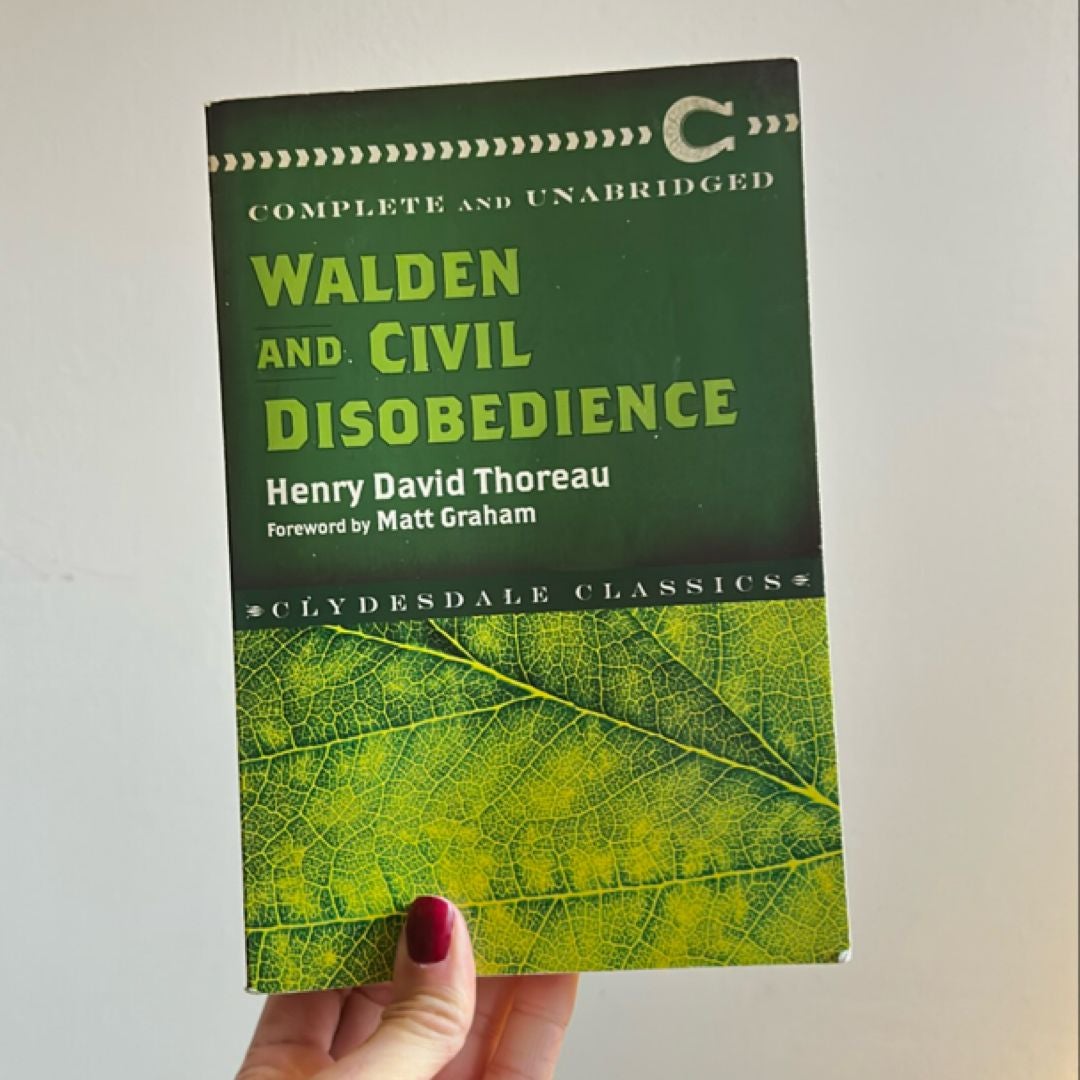 C
COMPLETE AND UNABRIDGED
WALDEN
AND CIVIL
DISOBEDIENCE
Henry David Thoreau
Foreword by Matt Graham
CLYDESDALE CLASSICS